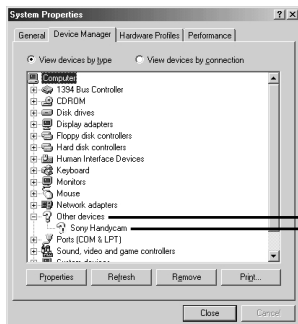 System Properties
General Device Manager Hardware Profiles Performance
View devices by type View devices by connection
Computer
1394 Bus Controller
CDROM
Disk drives
Display adapters
Floppy disk controllers
Hard disk controllers
Human Interface Devices
Keyboard
Monitors
Mouse
Network adapters
Other devices
Sony Handycam
Ports (COM & LPT)
Sound, video and game controllers
Properties Refresh Remove Print...
Close Cancel